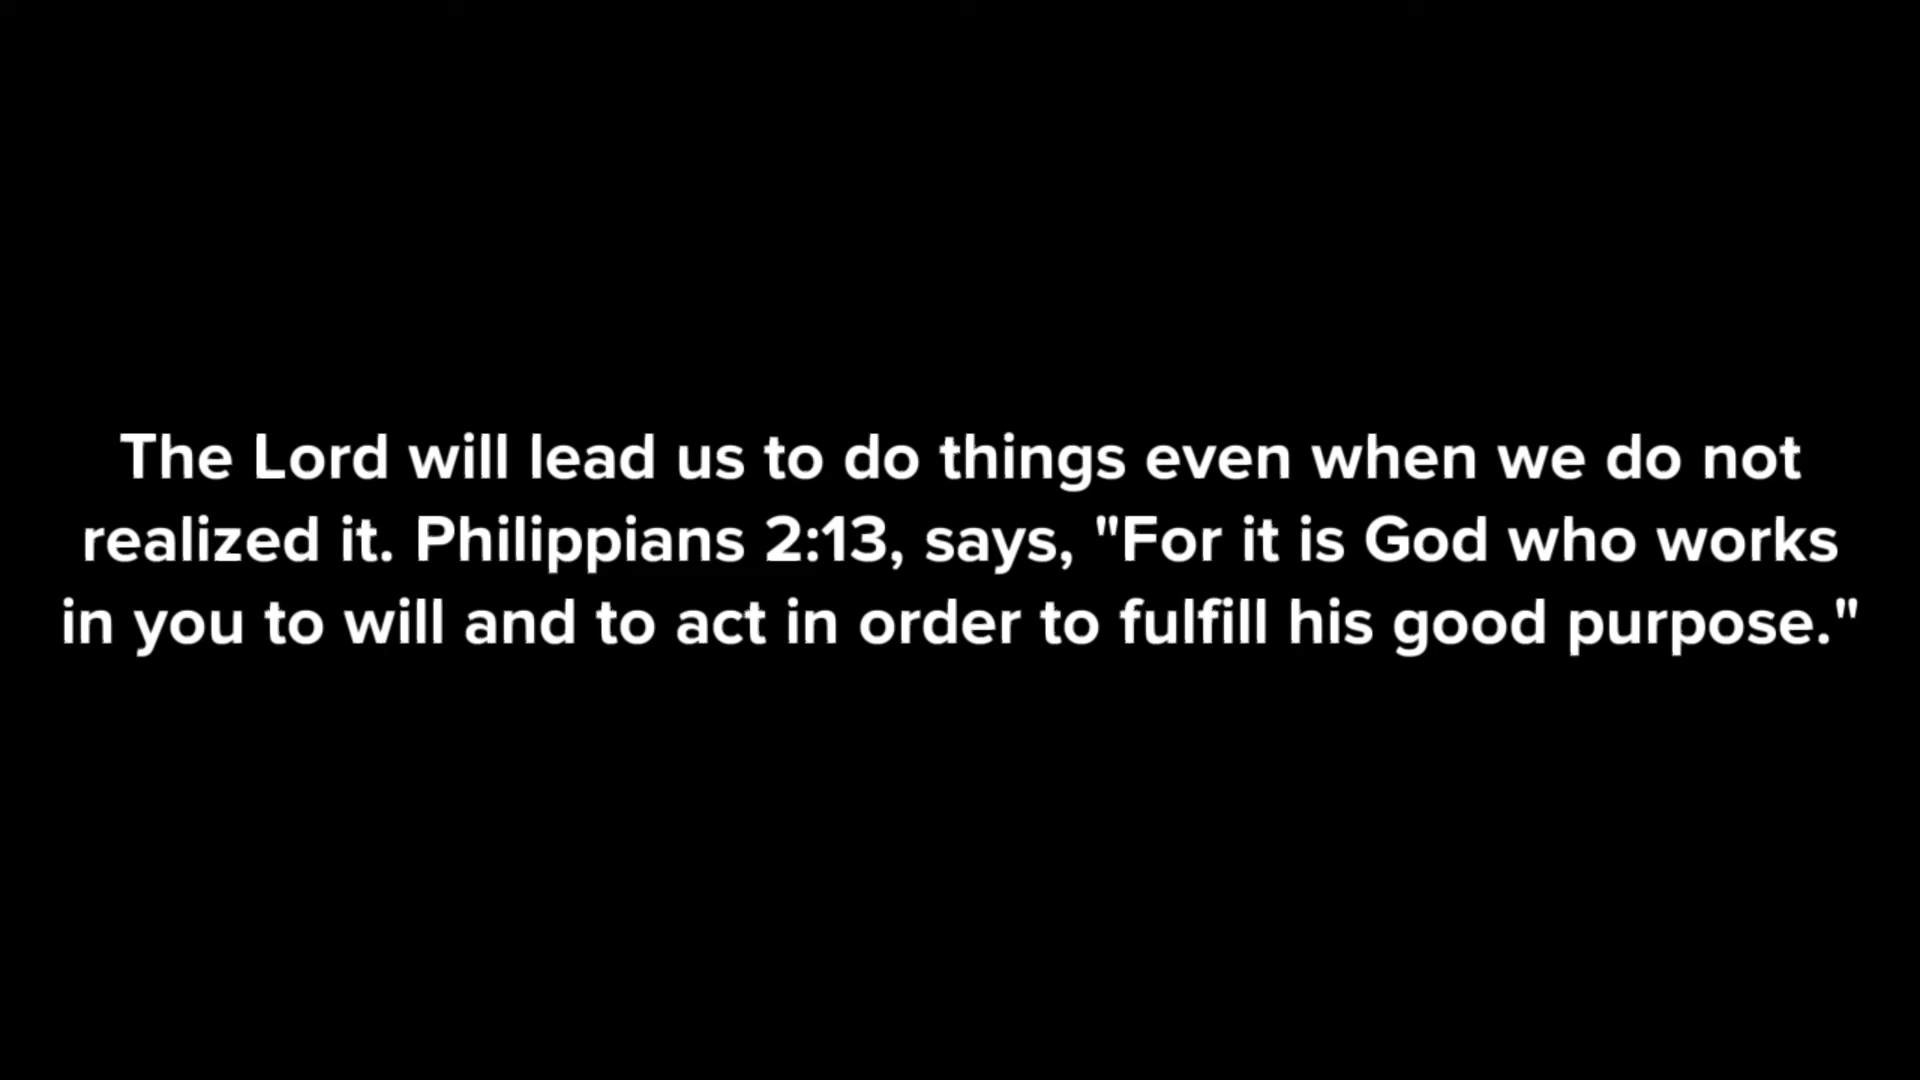 The Lord will lead us to do things even when we do not
realized it. Philippians 2:13, says, "For it is God who works
in you to will and to act in order to fulfill his good purpose."